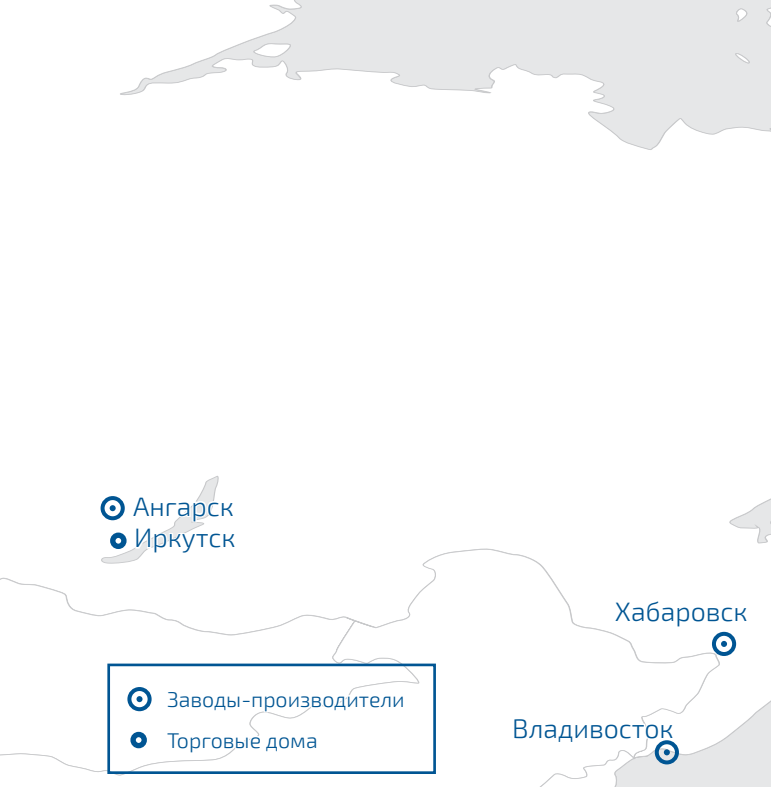 Ангарск
Иркутск
Хабаровск
Владивосток
Заводы-производители
Торговые дома